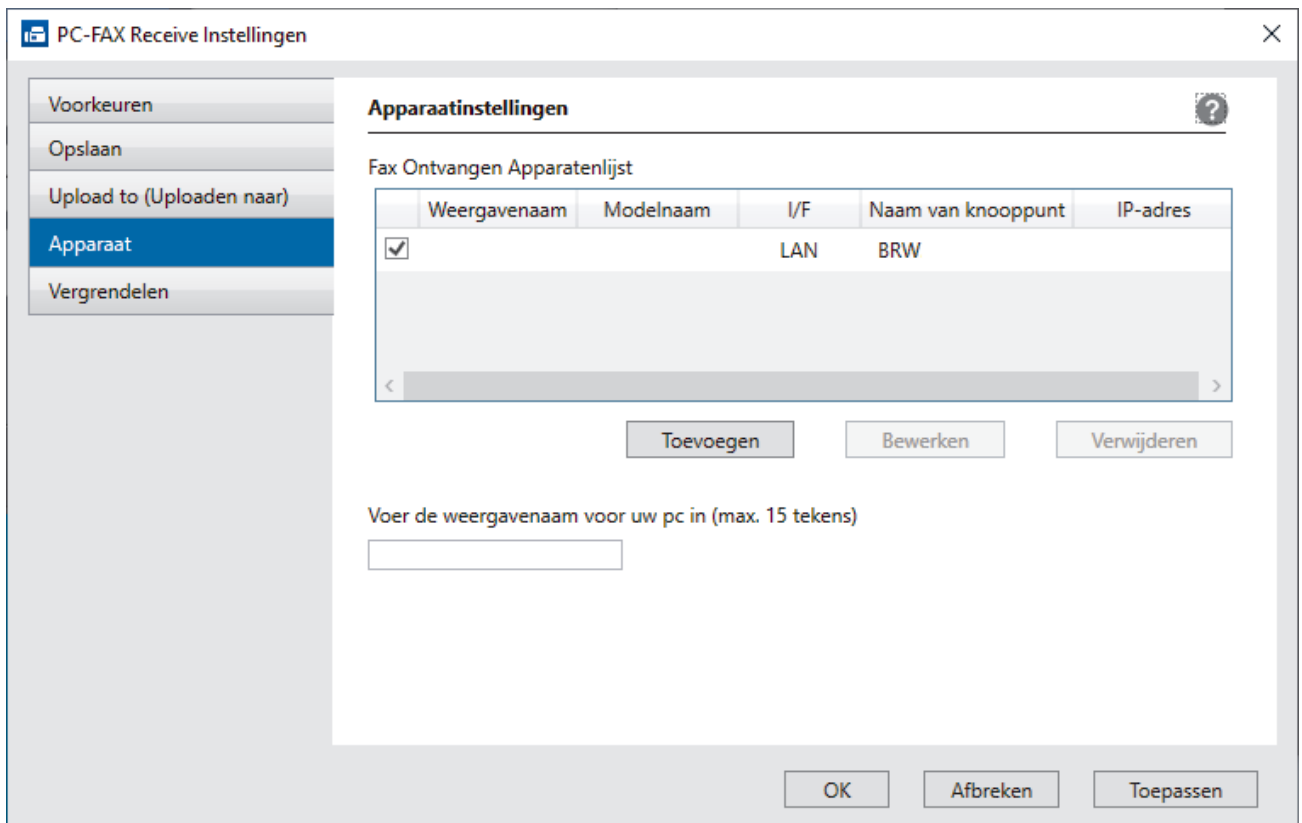 PC-FAX Receive Instellingen
Voorkeuren
Opslaan
Upload to (Uploaden naar)
Apparaat
Vergrendelen
Apparaatinstellingen
?
Fax Ontvangen Apparatenlijst
Weergavenaam Modelnaam I/F Naam van knooppunt IP-adres
LAN BRW
Toevoegen Bewerken Verwijderen
Voer de weergavenaam voor uw pc in (max. 15 tekens)
OK Afbreken Toepassen